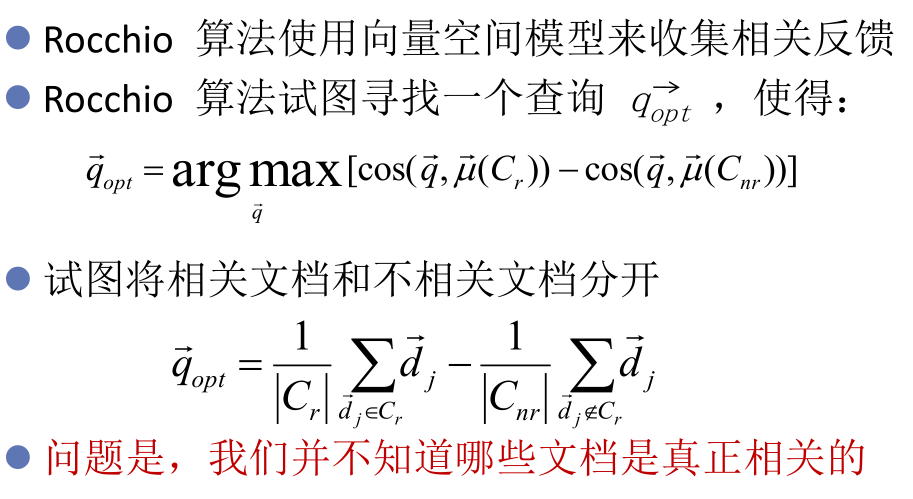 Rocchio 算法使用向量空间模型来收集相关反馈
Rocchio 算法试图寻找一个查询 $\vec{q_{opt}}$ ，使得：
$\vec{q}_{opt} = \underset{\vec{q}}{\arg\max} [\cos(\vec{q}, \vec{\mu}(C_r)) - \cos(\vec{q}, \vec{\mu}(C_{nr}))]$
试图将相关文档和不相关文档分开
$\vec{q}_{opt} = \frac{1}{|C_r|} \sum_{\vec{d}_j \in C_r} \vec{d}_j - \frac{1}{|C_{nr}|} \sum_{\vec{d}_j \notin C_r} \vec{d}_j$
问题是，我们并不知道哪些文档是真正相关的